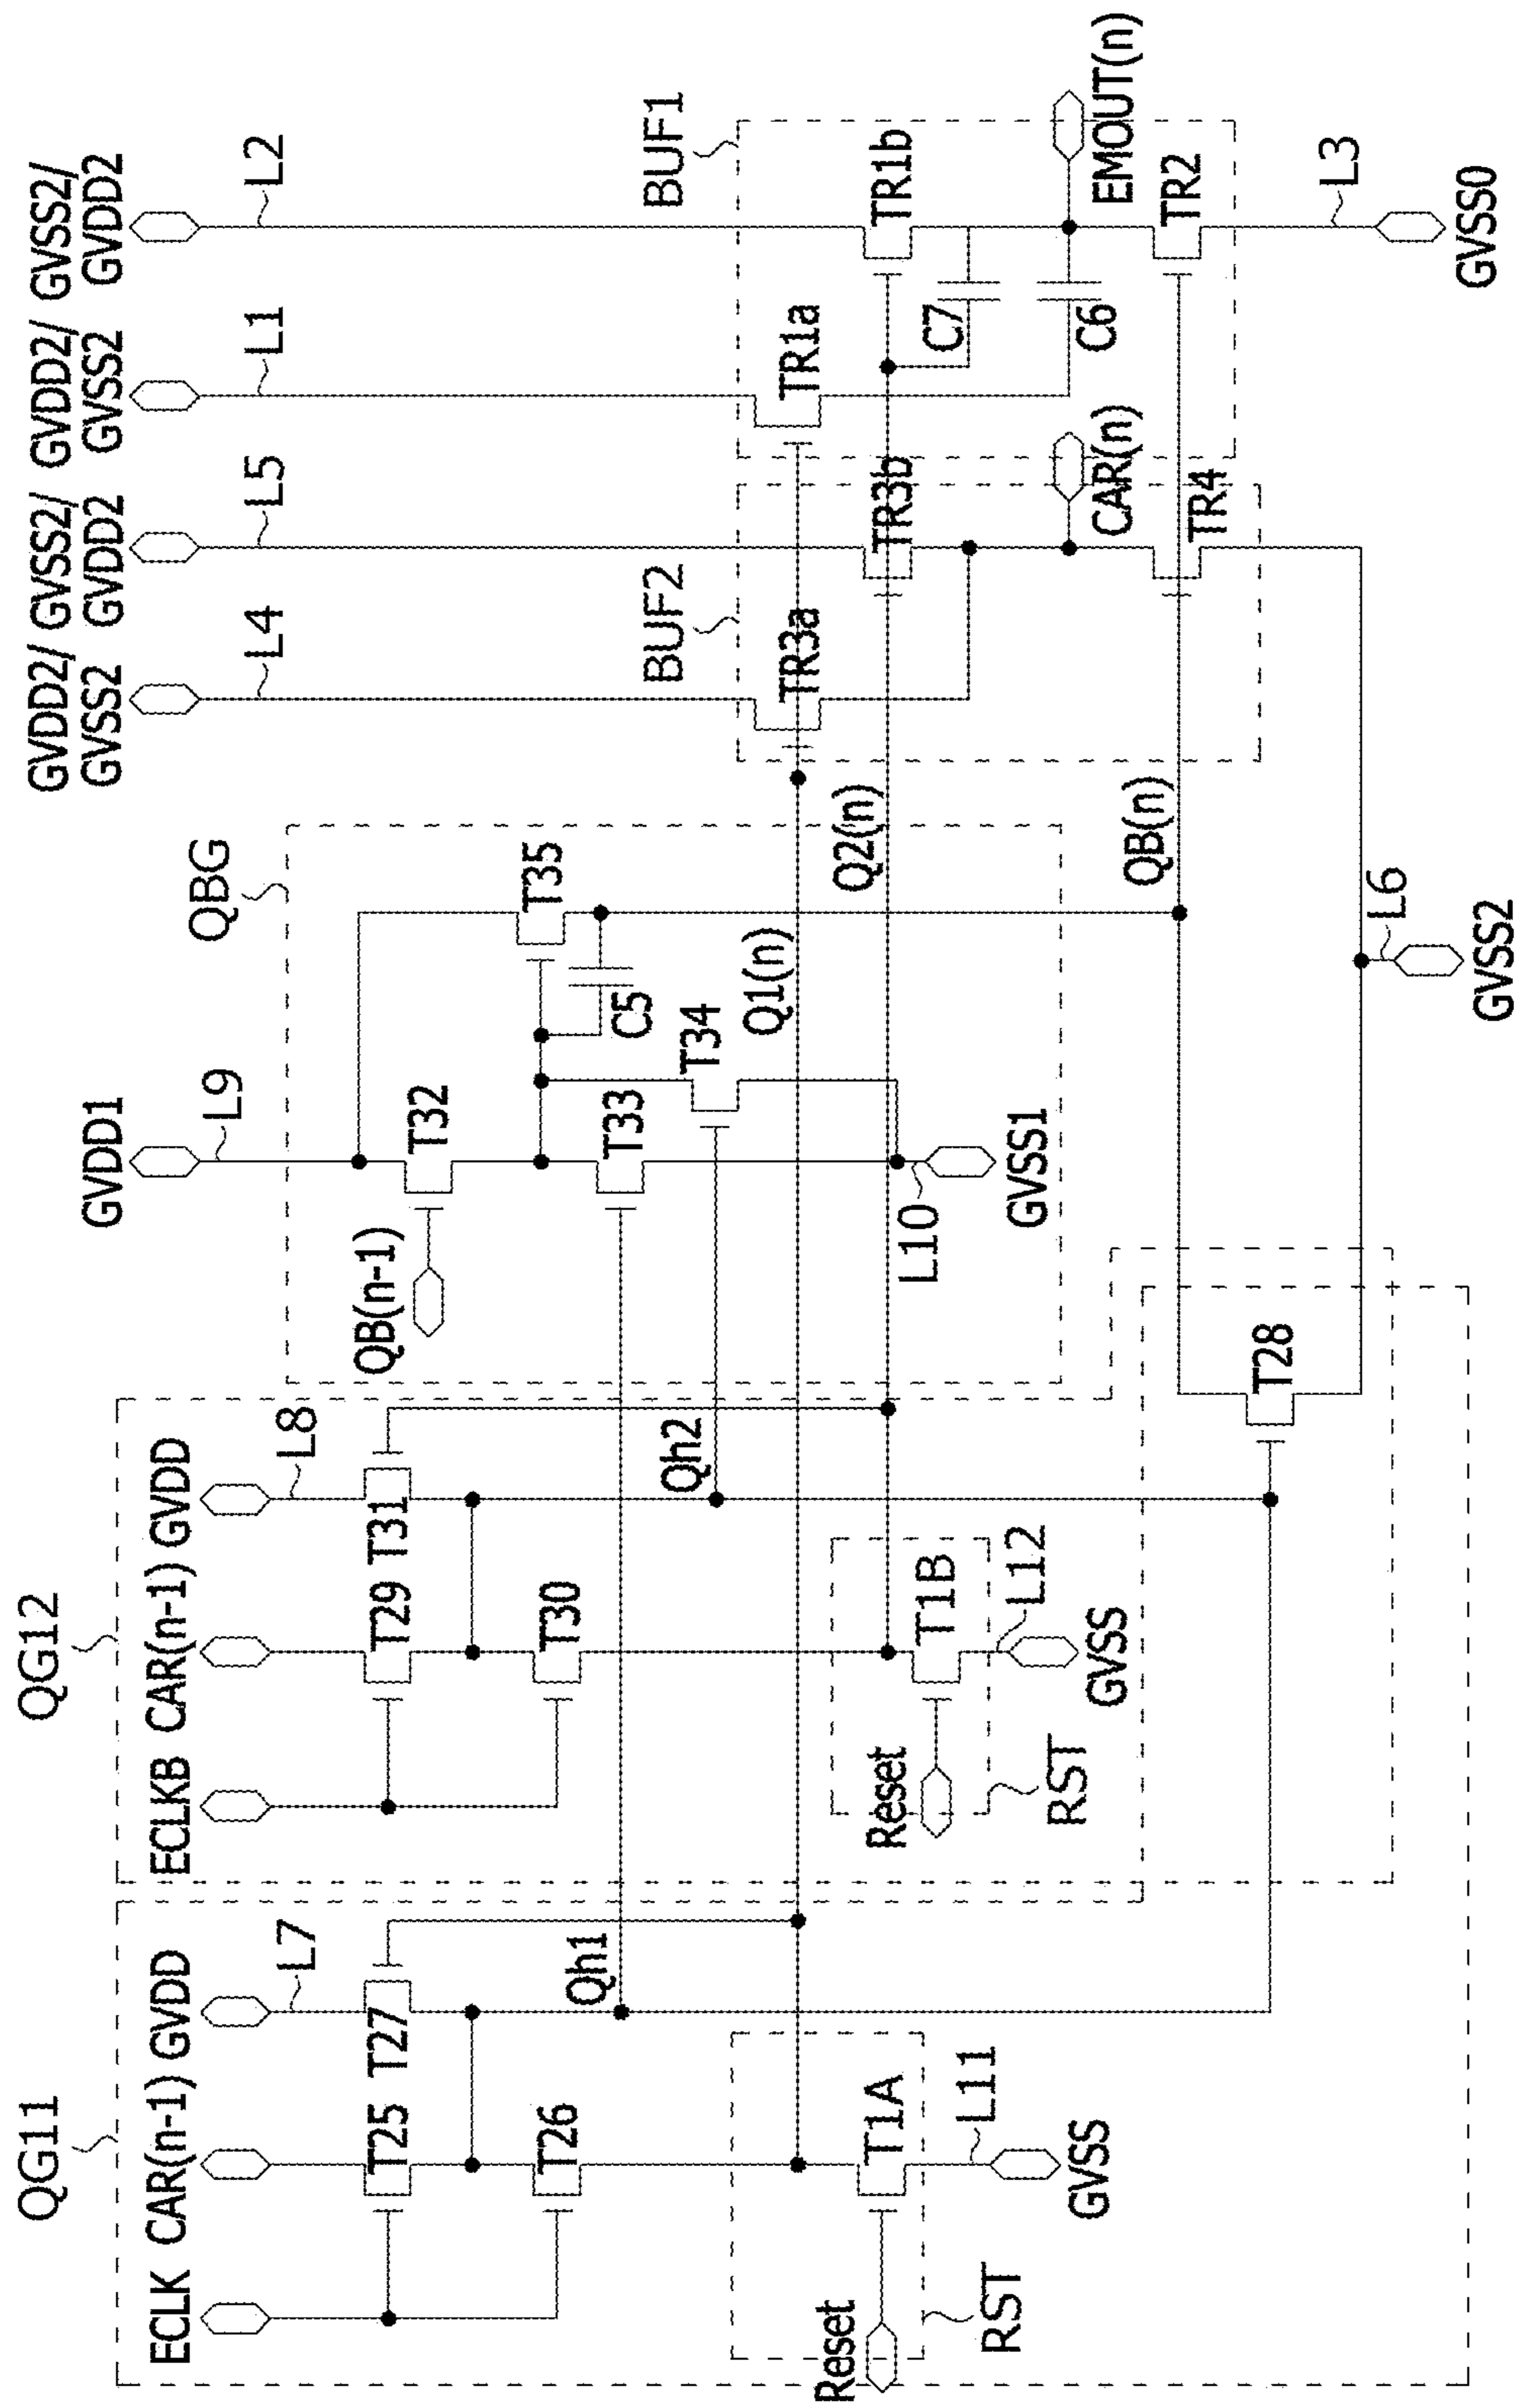 QG11
ECLK
CAR(n-1)
GVDD
L7
T25
T27
T26
Qh1
T1A
Reset
RST
L11
GVSS
QG12
ECLKB
CAR(n-1)
GVDD
L8
T29
T31
T30
Qh2
T1B
Reset
RST
L12
GVSS
T28
GVDD1
L9
QBG
QB(n-1)
T32
T35
T33
C5
T34
L10
GVSS1
Q1(n)
Q2(n)
QB(n)
L6
GVSS2
GVDD2/
GVSS2
GVSS2/
GVDD2
GVDD2/
GVSS2
GVSS2/
GVDD2
L4
L5
L1
L2
BUF2
BUF1
TR3a
TR3b
TR1a
TR1b
C7
C6
CAR(n)
EMOUT(n)
TR4
TR2
L3
GVSS0